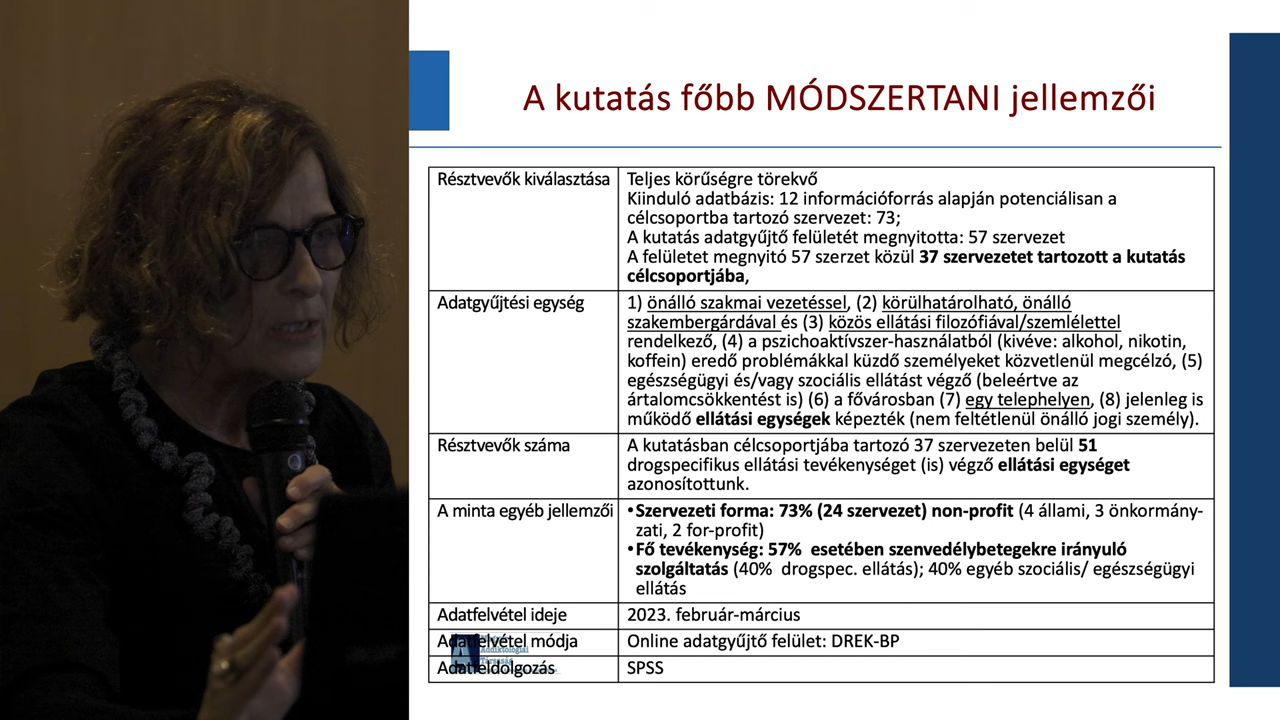 A kutatás főbb MÓDSZERTANI jellemzői
Résztvevők kiválasztása
Teljes körűségre törekvő
Kiinduló adatbázis: 12 információforrás alapján potenciálisan a
célcsoportba tartozó szervezet: 73;
A kutatás adatgyűjtő felületét megnyitotta: 57 szervezet
A felületet megnyitó 57 szerzet közül 37 szervezetet tartozott a kutatás
célcsoportjába,
Adatgyűjtési egység
1) önálló szakmai vezetéssel, (2) körülhatárolható, önálló
szakembergárdával és (3) közös ellátási filozófiával/szemlélettel
rendelkező, (4) a pszichoaktívszer-használatból (kivéve: alkohol, nikotin,
koffein) eredő problémákkal küzdő személyeket közvetlenül megcélzó, (5)
egészségügyi és/vagy szociális ellátást végző (beleértve az
ártalomcsökkentést is) (6) a fővárosban (7) egy telephelyen, (8) jelenleg is
működő ellátási egységek képezték (nem feltétlenül önálló jogi személy).
Résztvevők száma
A kutatásban célcsoportjába tartozó 37 szervezeten belül 51
drogspecifikus ellátási tevékenységet (is) végző ellátási egységet
azonosítottunk.
A minta egyéb jellemzői
•Szervezeti forma: 73% (24 szervezet) non-profit (4 állami, 3 önkormány-
zati, 2 for-profit)
•Fő tevékenység: 57% esetében szenvedélybetegekre irányuló
szolgáltatás (40% drogspec. ellátás); 40% egyéb szociális/ egészségügyi
ellátás
Adatfelvétel ideje
2023. február-március
Adatfelvétel módja
Online adatgyűjtő felület: DREK-BP
Addiktológiai
Adatfeldolgozás
SPSS